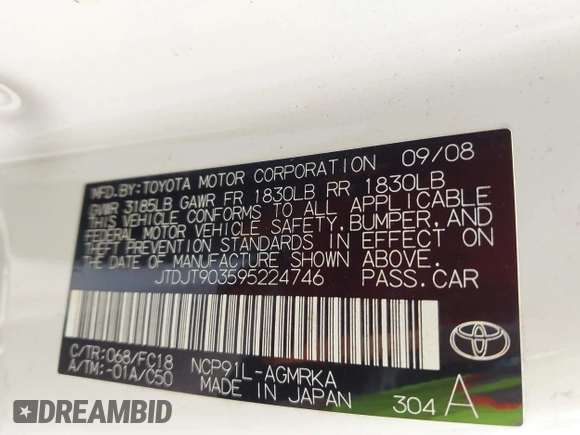 MFD.BY:TOYOTA MOTOR CORPORATION 09/08
GVWR 3185LB GAWR FR 1830LB RR 1830LB
THIS VEHICLE CONFORMS TO ALL APPLICABLE
FEDERAL MOTOR VEHICLE SAFETY,BUMPER,AND
THEFT PREVENTION STANDARDS IN EFFECT ON
THE DATE OF MANUFACTURE SHOWN ABOVE.
JTDJT903595224746 PASS.CAR
C/TR:068/FC18 NCP91L-AGMRKA
A/TM:-01A/C50 MADE IN JAPAN 304 A
TOYOTA
DREAMBID